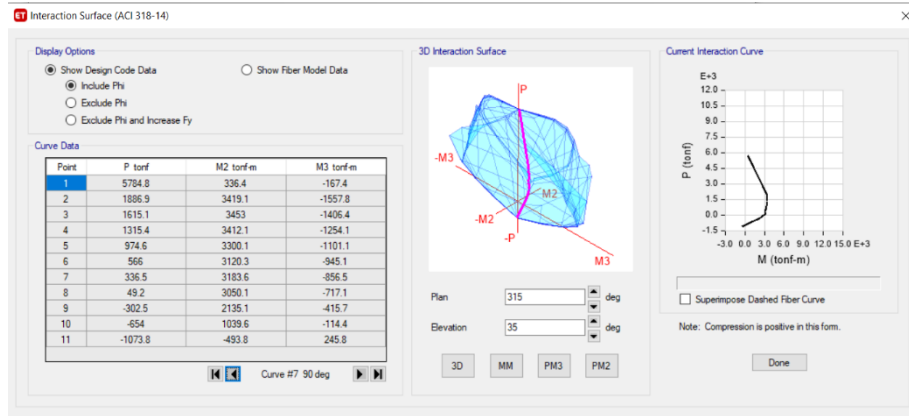 ET Interaction Surface (ACI 318-14)
Display Options
Show Design Code Data Show Fiber Model Data
Include Phi
Exclude Phi
Exclude Phi and Increase Fy
Curve Data
Point P tonf M2 tonf-m M3 tonf-m
1 5784.8 336.4 -167.4
2 1886.9 3419.1 -1557.8
3 1615.1 3453 -1406.4
4 1315.4 3412.1 -1254.1
5 974.6 3300.1 -1101.1
6 566 3120.3 -945.1
7 336.5 3183.6 -856.5
8 49.2 3050.1 -717.1
9 -302.5 2135.1 -415.7
10 -654 1039.6 -114.4
11 -1073.8 -493.8 245.8
Curve #7 90 deg
3D Interaction Surface
P
-M3
M2
-M2
-P
M3
Plan 315 deg
Elevation 35 deg
3D MM PM3 PM2
Current Interaction Curve
E+3
12.0
10.5
9.0
7.5
6.0
4.5
3.0
1.5
0.0
-1.5
P (tonf)
-3.0 0.0 3.0 6.0 9.0 12.0 15.0 E+3
M (tonf-m)
Superimpose Dashed Fiber Curve
Note: Compression is positive in this form.
Done